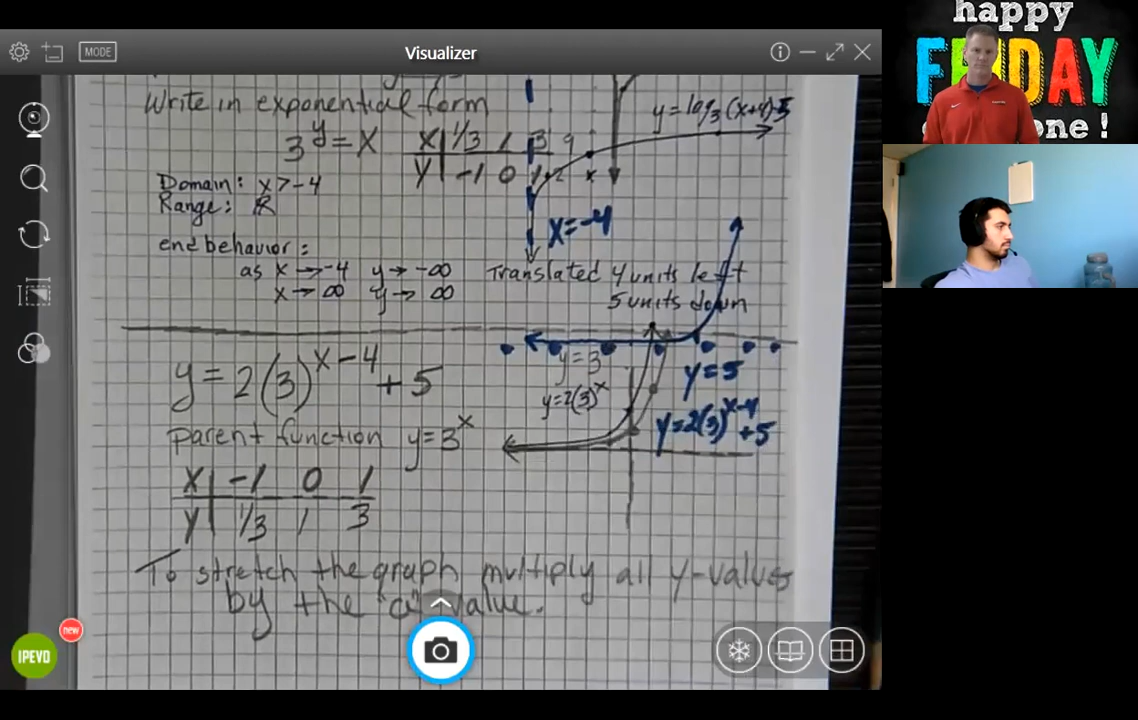 MODE
Visualizer
happy
FRIDAY
one!
Write in exponential form
3^y = X
X | 1/3 1 3 9
Y | -1 0 1 2
y=log3(x+4)-5
Domain: x>-4
Range: ℝ
x=-4
end behavior:
as x→-4 y→-∞
x→∞ y→∞
Translated 4 units left
5 units down
y=2(3)^x-4+5
y=3
y=2(3)^x
y=5
y=2(3)^x-4+5
parent function y=3^x
X | -1 0 1
Y | 1/3 1 3
To stretch the graph multiply all y-values
by the "a" value.
IPEVO
new